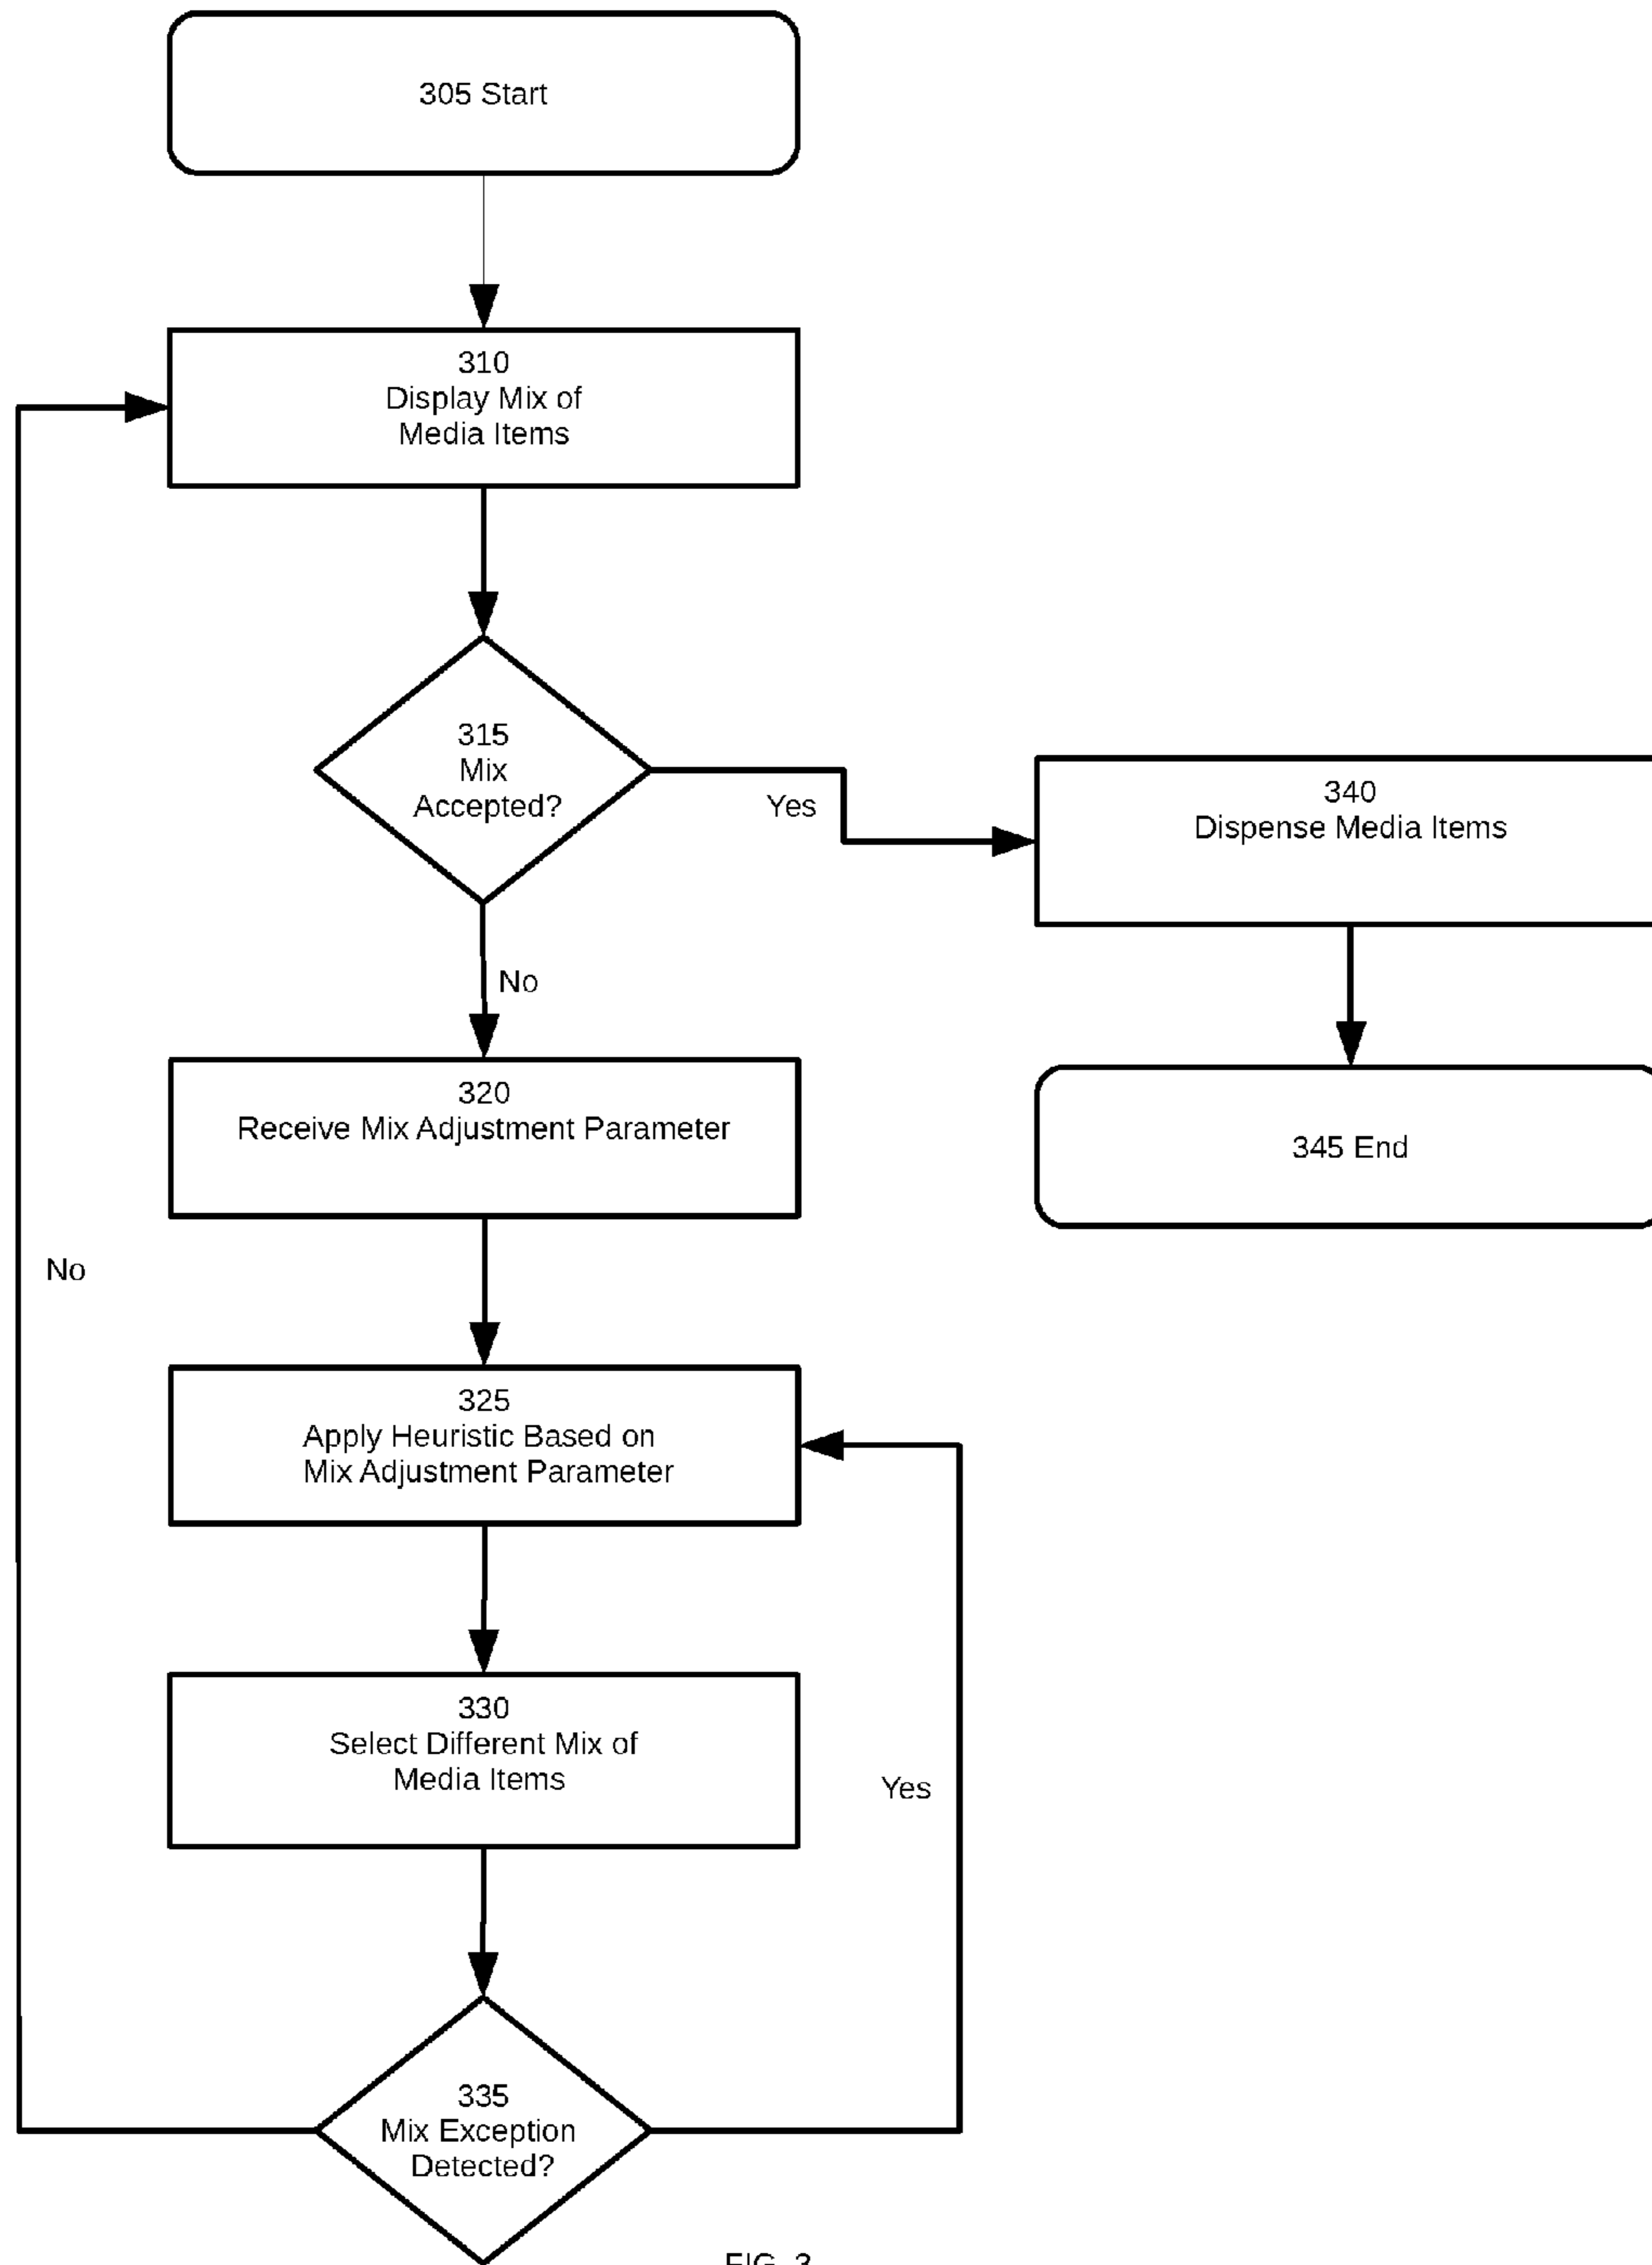 305 Start
310
Display Mix of
Media Items
315
Mix
Accepted?
Yes
340
Dispense Media Items
No
320
Receive Mix Adjustment Parameter
345 End
No
325
Apply Heuristic Based on
Mix Adjustment Parameter
330
Select Different Mix of
Media Items
Yes
335
Mix Exception
Detected?
FIG. 3